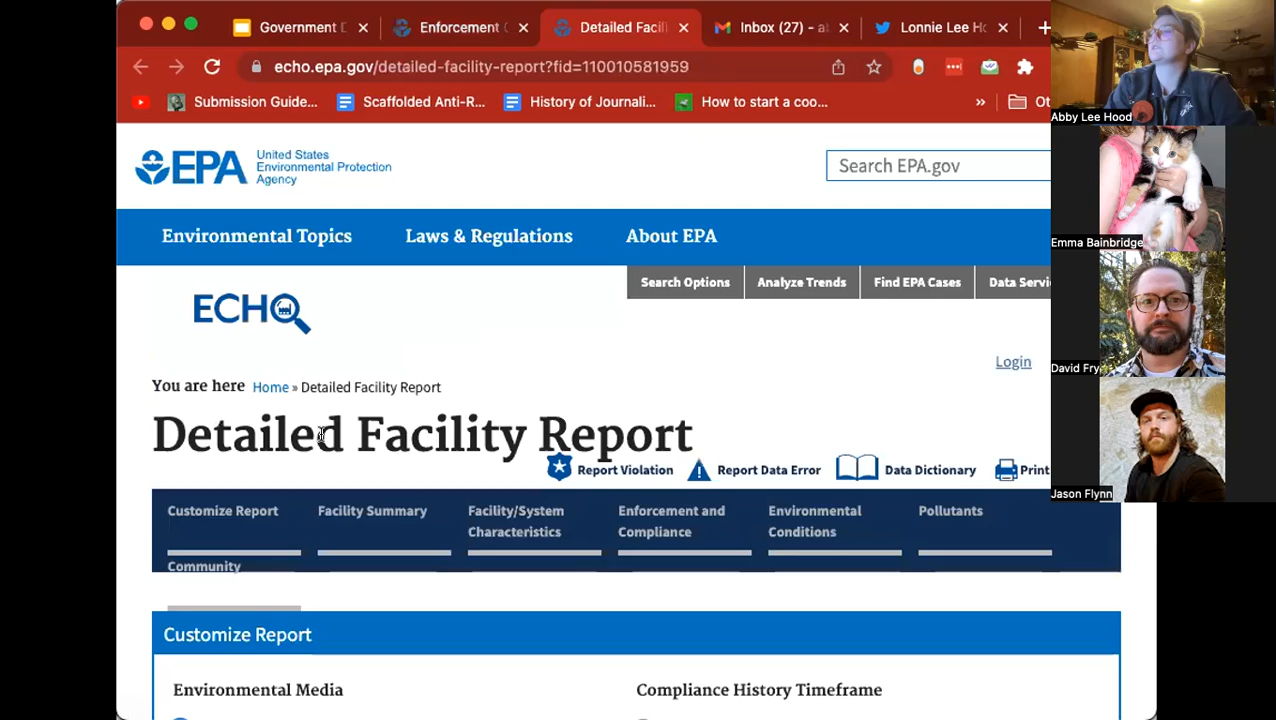 Government D
Enforcement C
Detailed Facil
Inbox (27) - a
Lonnie Lee Ho
echo.epa.gov/detailed-facility-report?fid=110010581959
Submission Guide...
Scaffolded Anti-R...
History of Journali...
How to start a coo...
»
Ot
EPA
United States
Environmental Protection
Agency
Search EPA.gov
Environmental Topics
Laws & Regulations
About EPA
Search Options
Analyze Trends
Find EPA Cases
Data Servi
ECHO
Login
You are here Home » Detailed Facility Report
Detailed Facility Report
Report Violation
Report Data Error
Data Dictionary
Print
Customize Report
Facility Summary
Facility/System
Characteristics
Enforcement and
Compliance
Environmental
Conditions
Pollutants
Community
Customize Report
Environmental Media
Compliance History Timeframe
Abby Lee Hood
Emma Bainbridge
David Fry
Jason Flynn